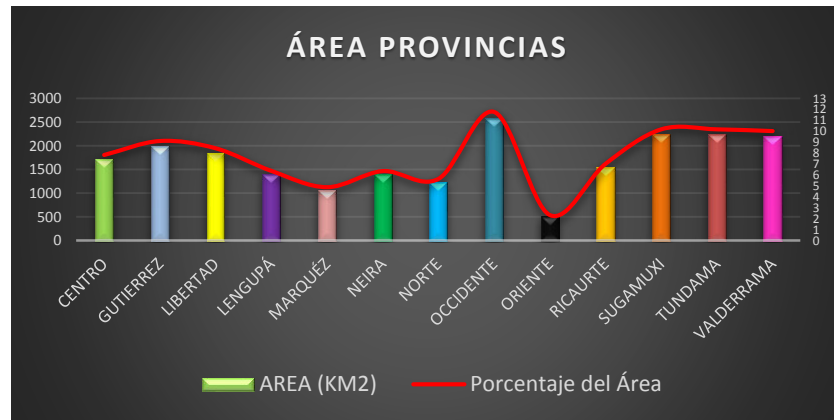 ÁREA PROVINCIAS
3000
2500
2000
1500
1000
500
0
13
12
11
10
9
8
7
6
5
4
3
2
1
0
CENTRO
GUTIERREZ
LIBERTAD
LENGUPÁ
MARQUÉZ
NEIRA
NORTE
OCCIDENTE
ORIENTE
RICAURTE
SUGAMUXI
TUNDAMA
VALDERRAMA
AREA (KM2) Porcentaje del Área